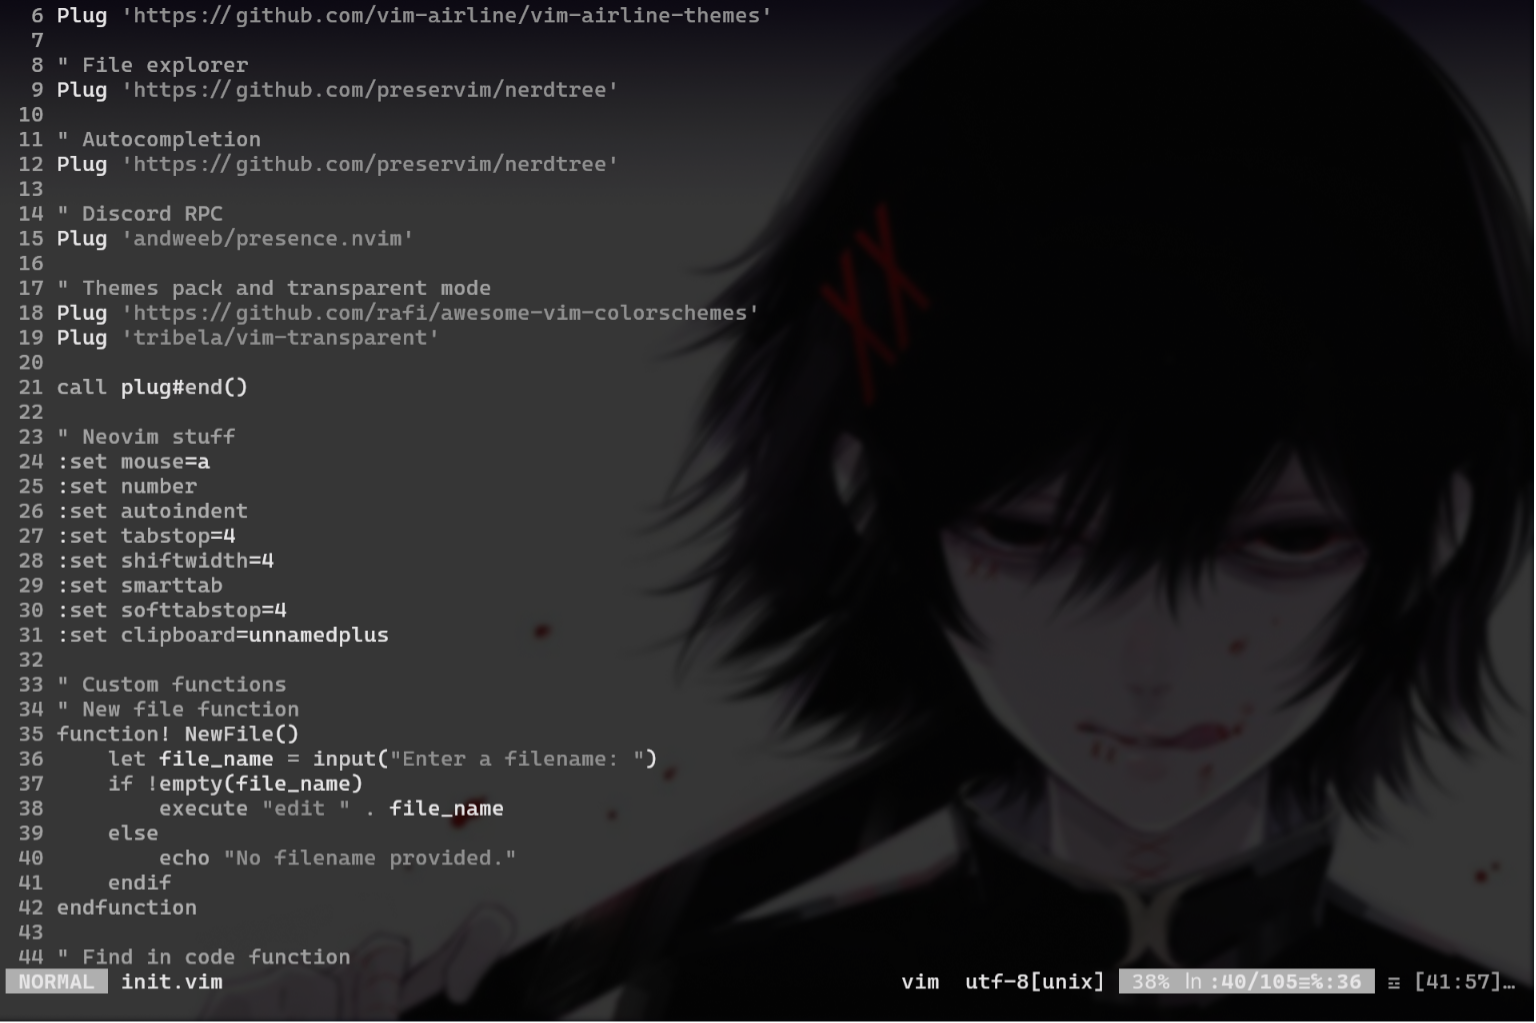 6 Plug 'https://github.com/vim-airline/vim-airline-themes'
7
8 " File explorer
9 Plug 'https://github.com/preservim/nerdtree'
10
11 " Autocompletion
12 Plug 'https://github.com/preservim/nerdtree'
13
14 " Discord RPC
15 Plug 'andweeb/presence.nvim'
16
17 " Themes pack and transparent mode
18 Plug 'https://github.com/rafi/awesome-vim-colorschemes'
19 Plug 'tribela/vim-transparent'
20
21 call plug#end()
22
23 " Neovim stuff
24 :set mouse=a
25 :set number
26 :set autoindent
27 :set tabstop=4
28 :set shiftwidth=4
29 :set smarttab
30 :set softtabstop=4
31 :set clipboard=unnamedplus
32
33 " Custom functions
34 " New file function
35 function! NewFile()
36     let file_name = input("Enter a filename: ")
37     if !empty(file_name)
38         execute "edit " . file_name
39     else
40         echo "No filename provided."
41     endif
42 endfunction
43
44 " Find in code function
NORMAL init.vim vim utf-8[unix] 38% ln :40/105≡%:36 ☲ [41:57]…